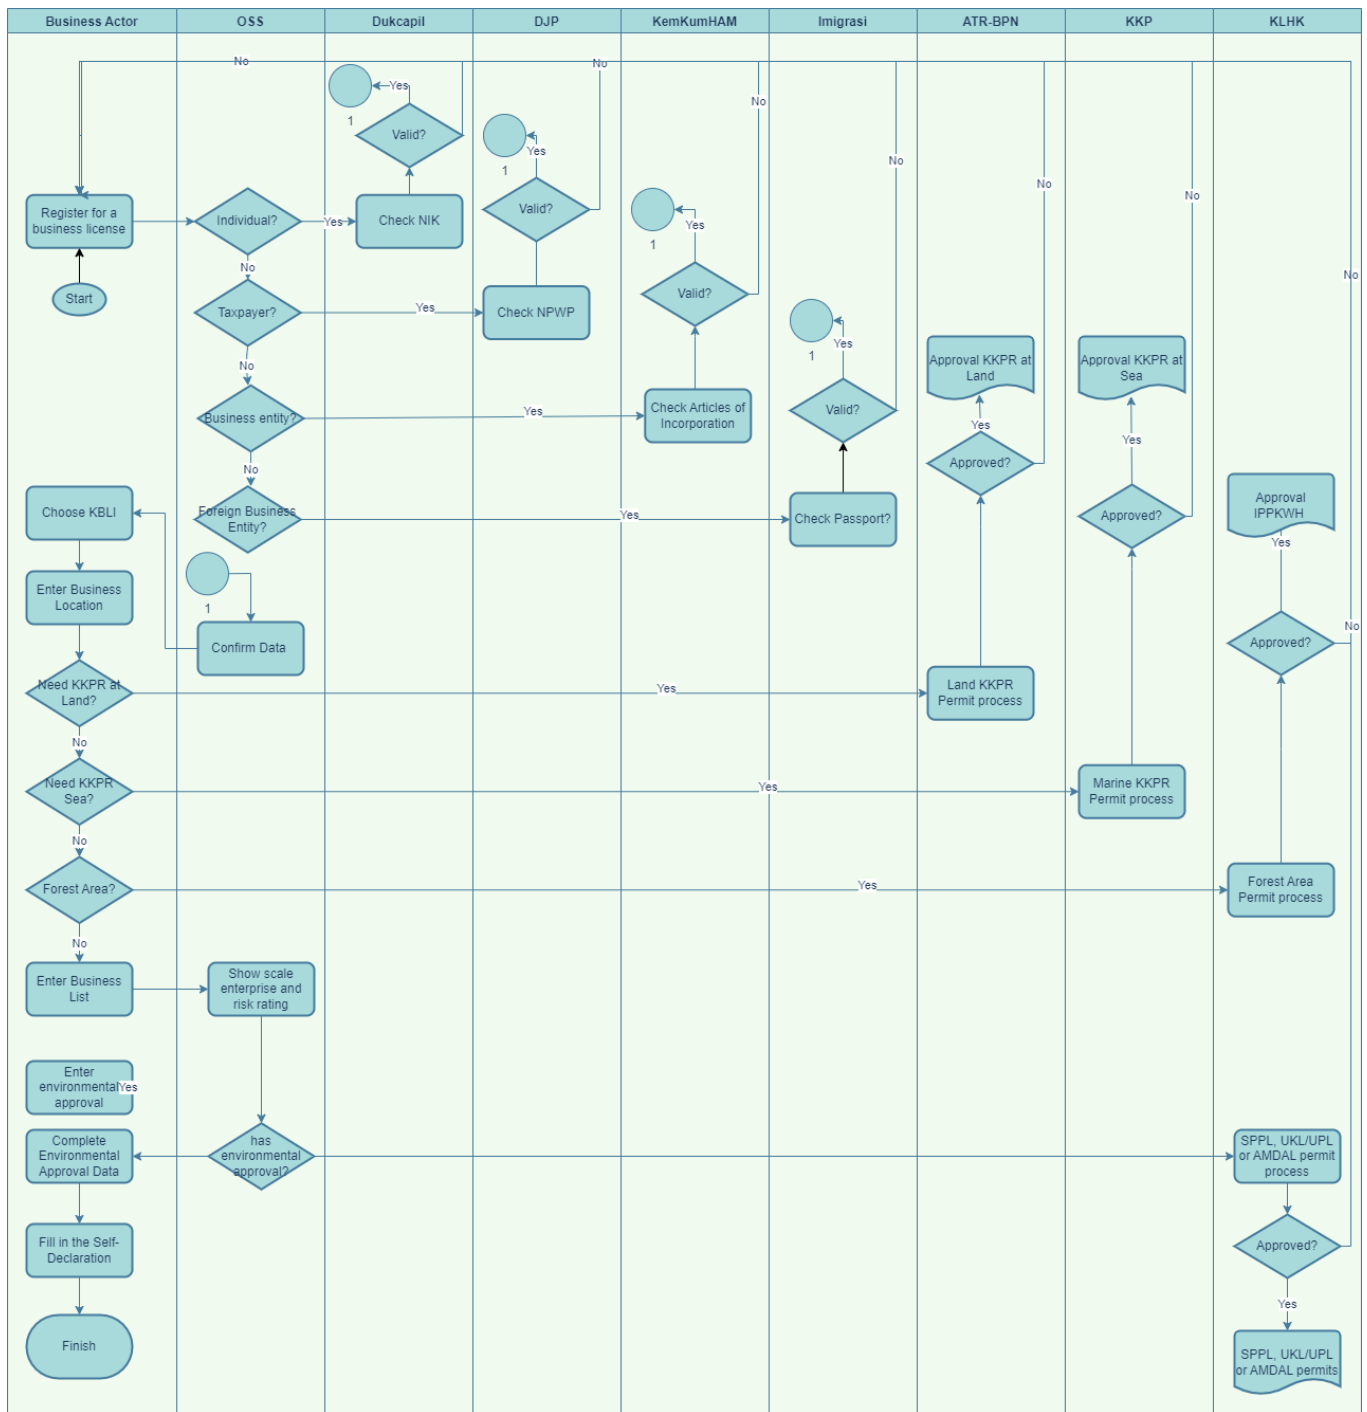 Business Actor
OSS
Dukcapil
DJP
KemKumHAM
Imigrasi
ATR-BPN
KKP
KLHK
No
No
Yes
1
Valid?
No
No
Yes
1
No
No
Register for a
business license
Individual?
Yes
Check NIK
Valid?
Yes
1
No
Start
No
Taxpayer?
Yes
Check NPWP
Valid?
No
Yes
1
Business entity?
Yes
Check Articles of
Incorporation
Valid?
Approval KKPR at
Land
Approval KKPR at
Sea
Yes
Yes
No
Approved?
Foreign Business
Entity?
Yes
Check Passport?
Approved?
Approval
IPPKWH
Yes
Choose KBLI
Enter Business
Location
1
Confirm Data
Approved?
No
Need KKPR at
Land?
Yes
Land KKPR
Permit process
No
Need KKPR
Sea?
Yes
Marine KKPR
Permit process
No
Forest Area?
Yes
Forest Area
Permit process
No
Enter Business
List
Show scale
enterprise and
risk rating
Enter
environmental
approval
Yes
Complete
Environmental
Approval Data
has
environmental
approval?
SPPL, UKL/UPL
or AMDAL permit
process
Fill in the Self-
Declaration
Approved?
Yes
Finish
SPPL, UKL/UPL
or AMDAL permits